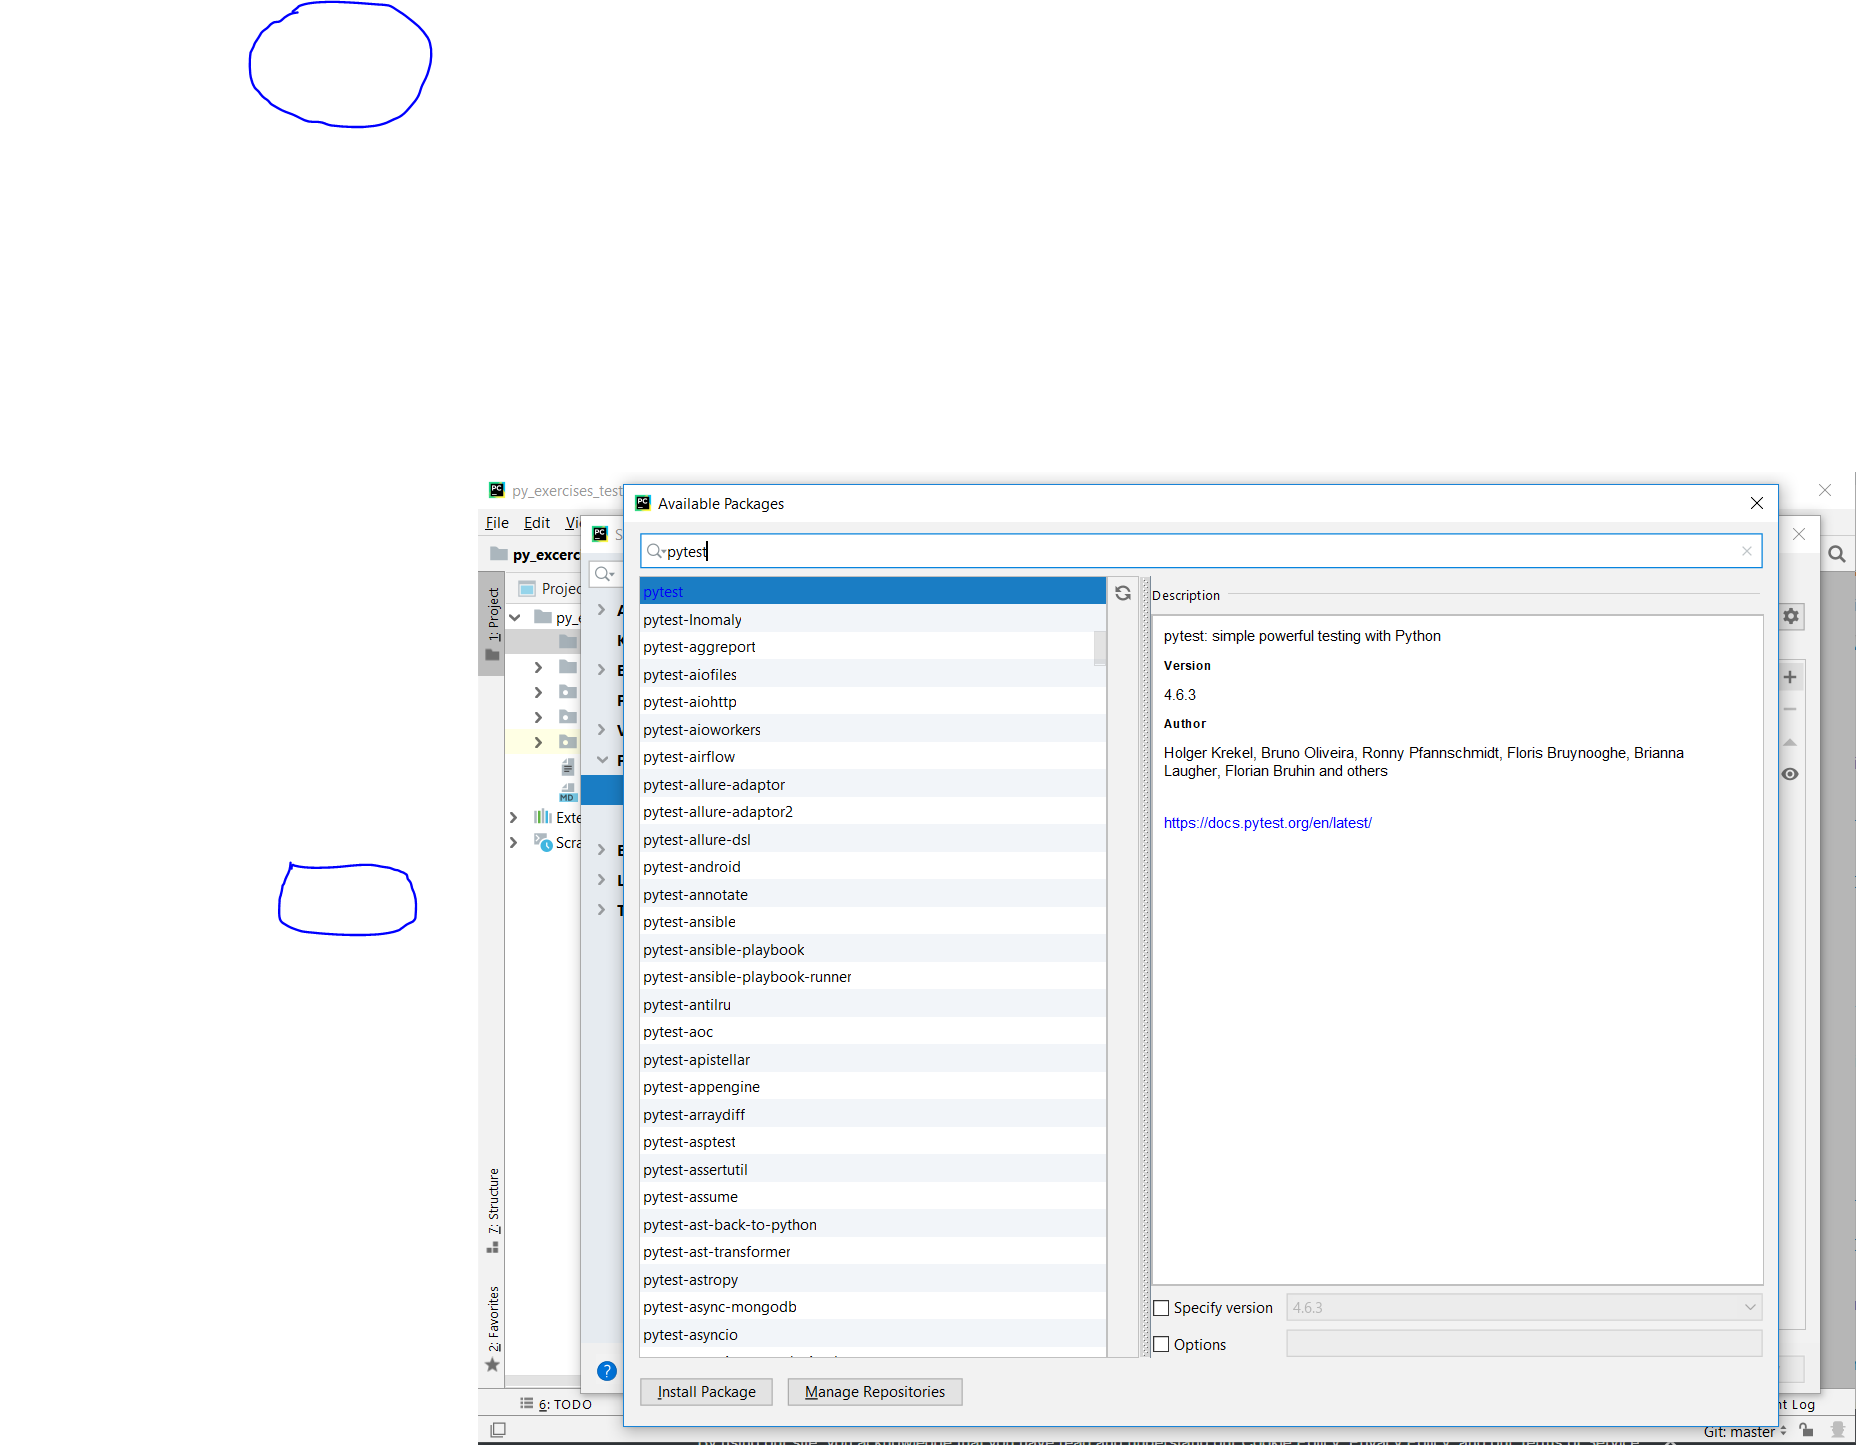 py_exercises_test
Available Packages
File Edit
S
py_excerc
pytest
1: Project
Projec
pytest
Description
py_e
pytest-Inomaly
pytest: simple powerful testing with Python
pytest-aggreport
Version
pytest-aiofiles
4.6.3
pytest-aiohttp
Author
pytest-aioworkers
Holger Krekel, Bruno Oliveira, Ronny Pfannschmidt, Floris Bruynooghe, Brianna
Laugher, Florian Bruhin and others
pytest-airflow
pytest-allure-adaptor
MD
pytest-allure-adaptor2
Exte
https://docs.pytest.org/en/latest/
pytest-allure-dsl
Scra
pytest-android
pytest-annotate
pytest-ansible
pytest-ansible-playbook
pytest-ansible-playbook-runner
pytest-antilru
pytest-aoc
pytest-apistellar
pytest-appengine
pytest-arraydiff
pytest-asptest
pytest-assertutil
pytest-assume
7: Structure
pytest-ast-back-to-python
pytest-ast-transformer
pytest-astropy
pytest-async-mongodb
Specify version 4.6.3
pytest-asyncio
2: Favorites
Options
Install Package
Manage Repositories
6: TODO
nt Log
Git: master